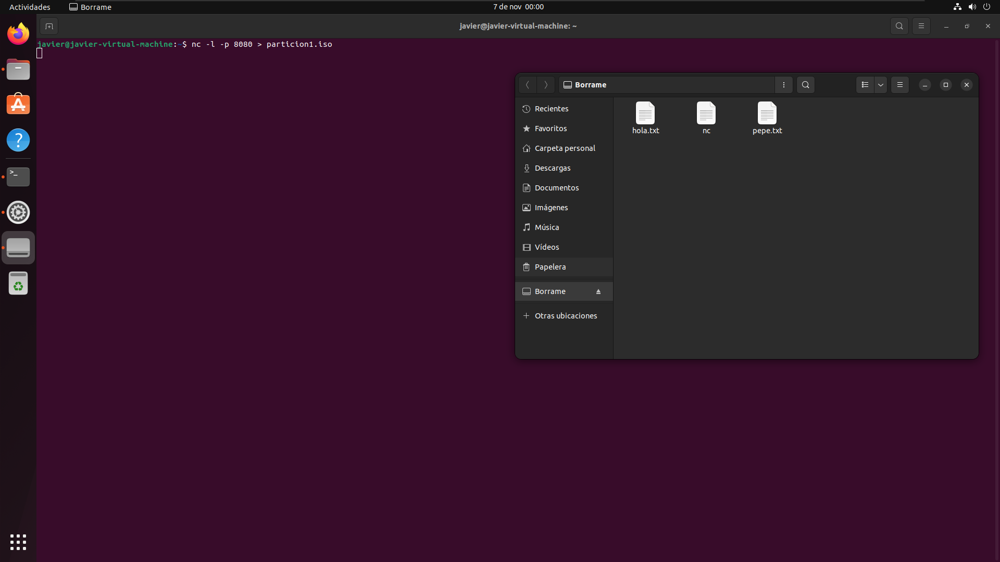 Actividades
Borrame
7 de nov 00:00
javier@javier-virtual-machine: ~
javier@javier-virtual-machine:~$ nc -l -p 8080 > particion1.iso
Borrame
Recientes
Favoritos
Carpeta personal
Descargas
Documentos
Imágenes
Música
Vídeos
Papelera
Borrame
Otras ubicaciones
hola.txt
nc
pepe.txt